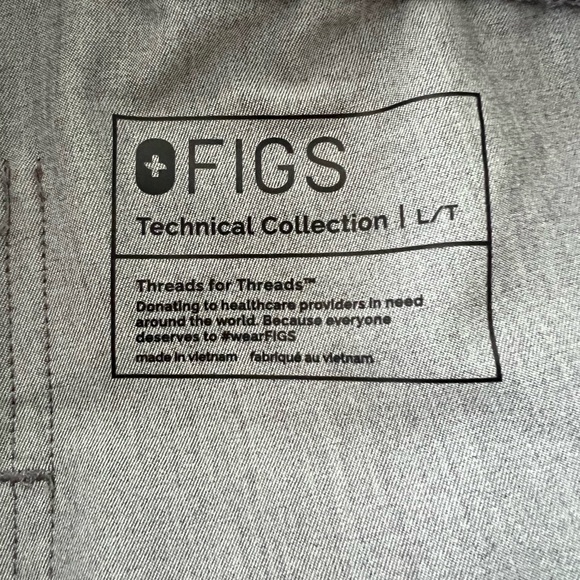 FIGS
Technical Collection | L/T
Threads for Threads™
Donating to healthcare providers in need
around the world. Because everyone
deserves to #wearFIGS
made in vietnam fabriqué au vietnam